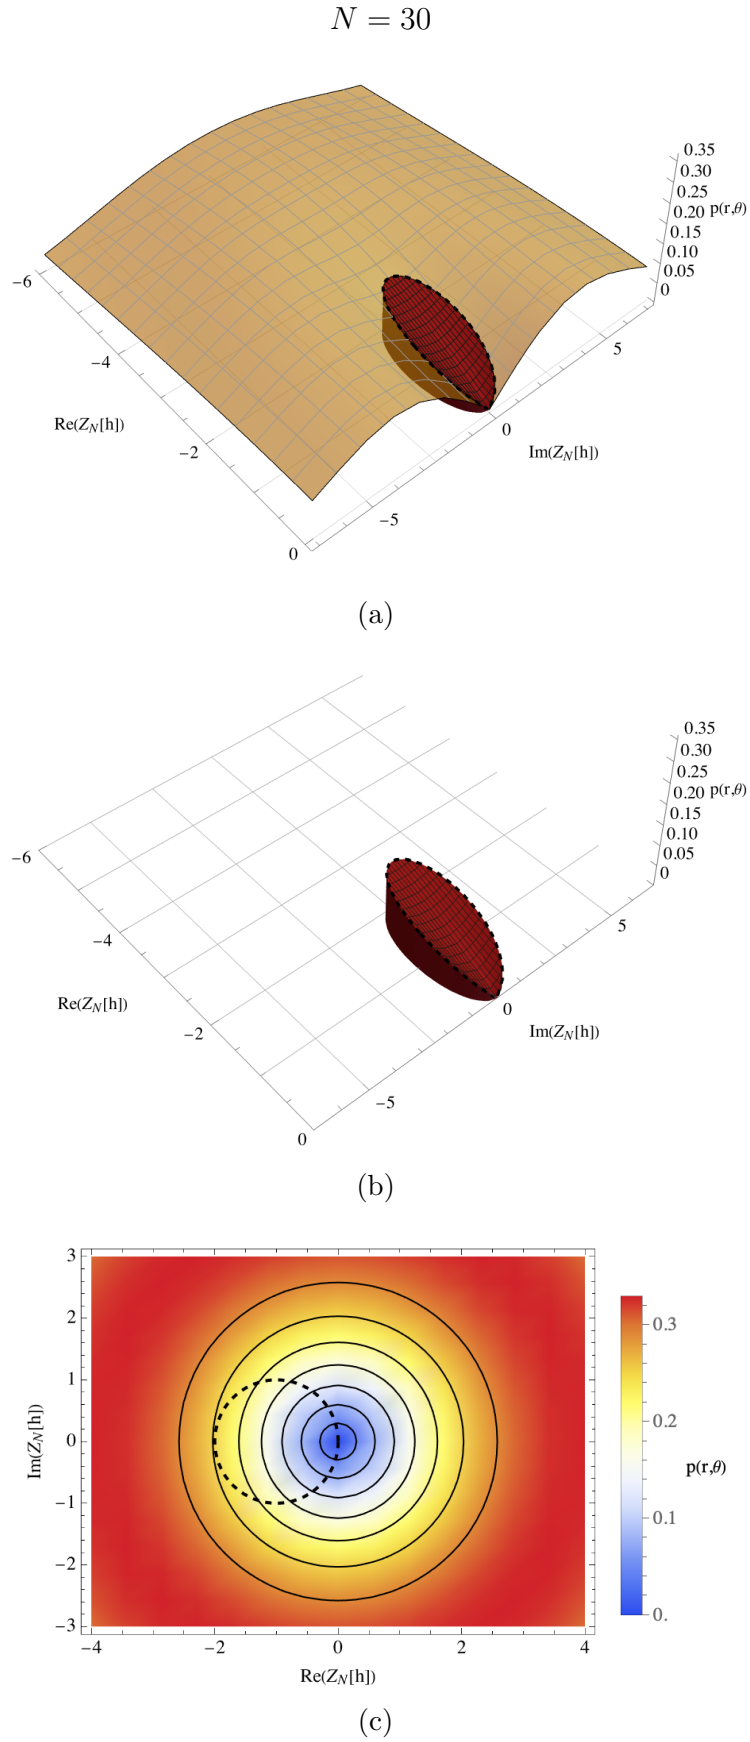 N = 30
0.35
0.30
0.25
0.20
p(r,θ)
0.15
0.10
0.05
0
−6
−4
−2
0
Re(Z_N[h])
5
0
−5
Im(Z_N[h])
(a)
0.35
0.30
0.25
0.20
p(r,θ)
0.15
0.10
0.05
0
−6
−4
−2
0
Re(Z_N[h])
5
0
−5
Im(Z_N[h])
(b)
3
2
1
0
−1
−2
−3
Im(Z_N[h])
−4 −2 0 2 4
Re(Z_N[h])
0.3
0.2
0.1
0.
p(r,θ)
(c)